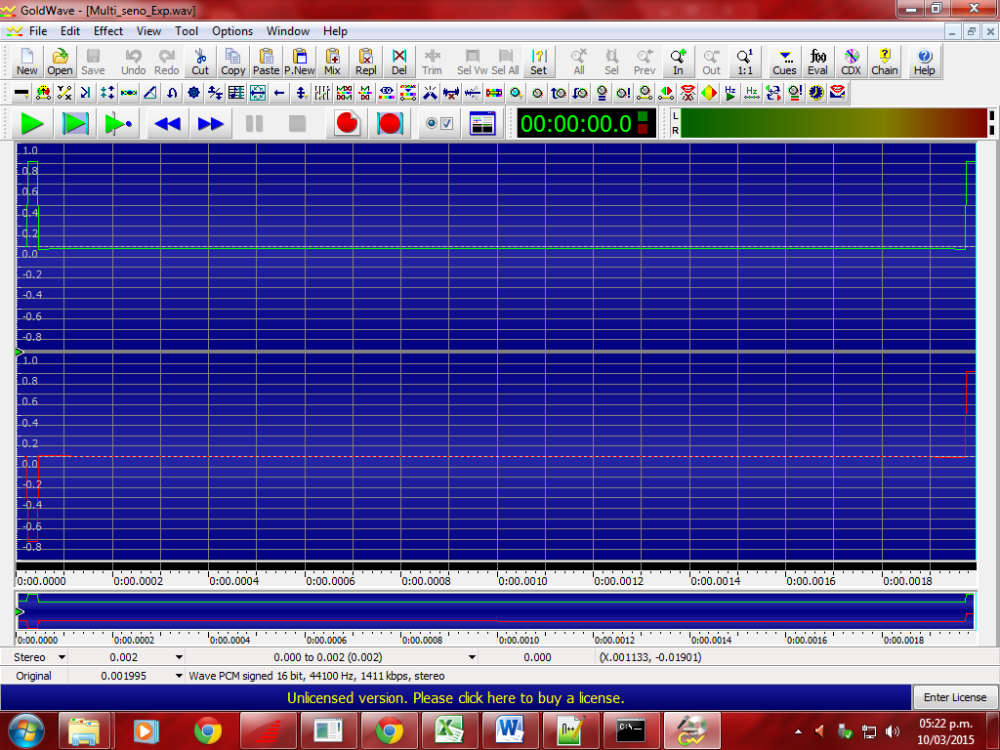 GoldWave - [Multi_seno_Exp.wav]
File Edit Effect View Tool Options Window Help
New Open Save Undo Redo Cut Copy Paste P.New Mix Repl Del Trim Sel Vw Sel All Set All Sel Prev In Out 1:1 Cues Eval CDX Chain Help
00:00:00.0
L
R
1.0
0.8
0.6
0.4
0.2
0.0
-0.2
-0.4
-0.6
-0.8
1.0
0.8
0.6
0.4
0.2
0.0
-0.2
-0.4
-0.6
-0.8
0:00.0000 0:00.0002 0:00.0004 0:00.0006 0:00.0008 0:00.0010 0:00.0012 0:00.0014 0:00.0016 0:00.0018
0:00.0000 0:00.0002 0:00.0004 0:00.0006 0:00.0008 0:00.0010 0:00.0012 0:00.0014 0:00.0016 0:00.0018
Stereo 0.002 0.000 to 0.002 (0.002) 0.000 (X.001133, -0.01901)
Original 0.001995 Wave PCM signed 16 bit, 44100 Hz, 1411 kbps, stereo
Unlicensed version. Please click here to buy a license. Enter License
05:22 p.m.
10/03/2015